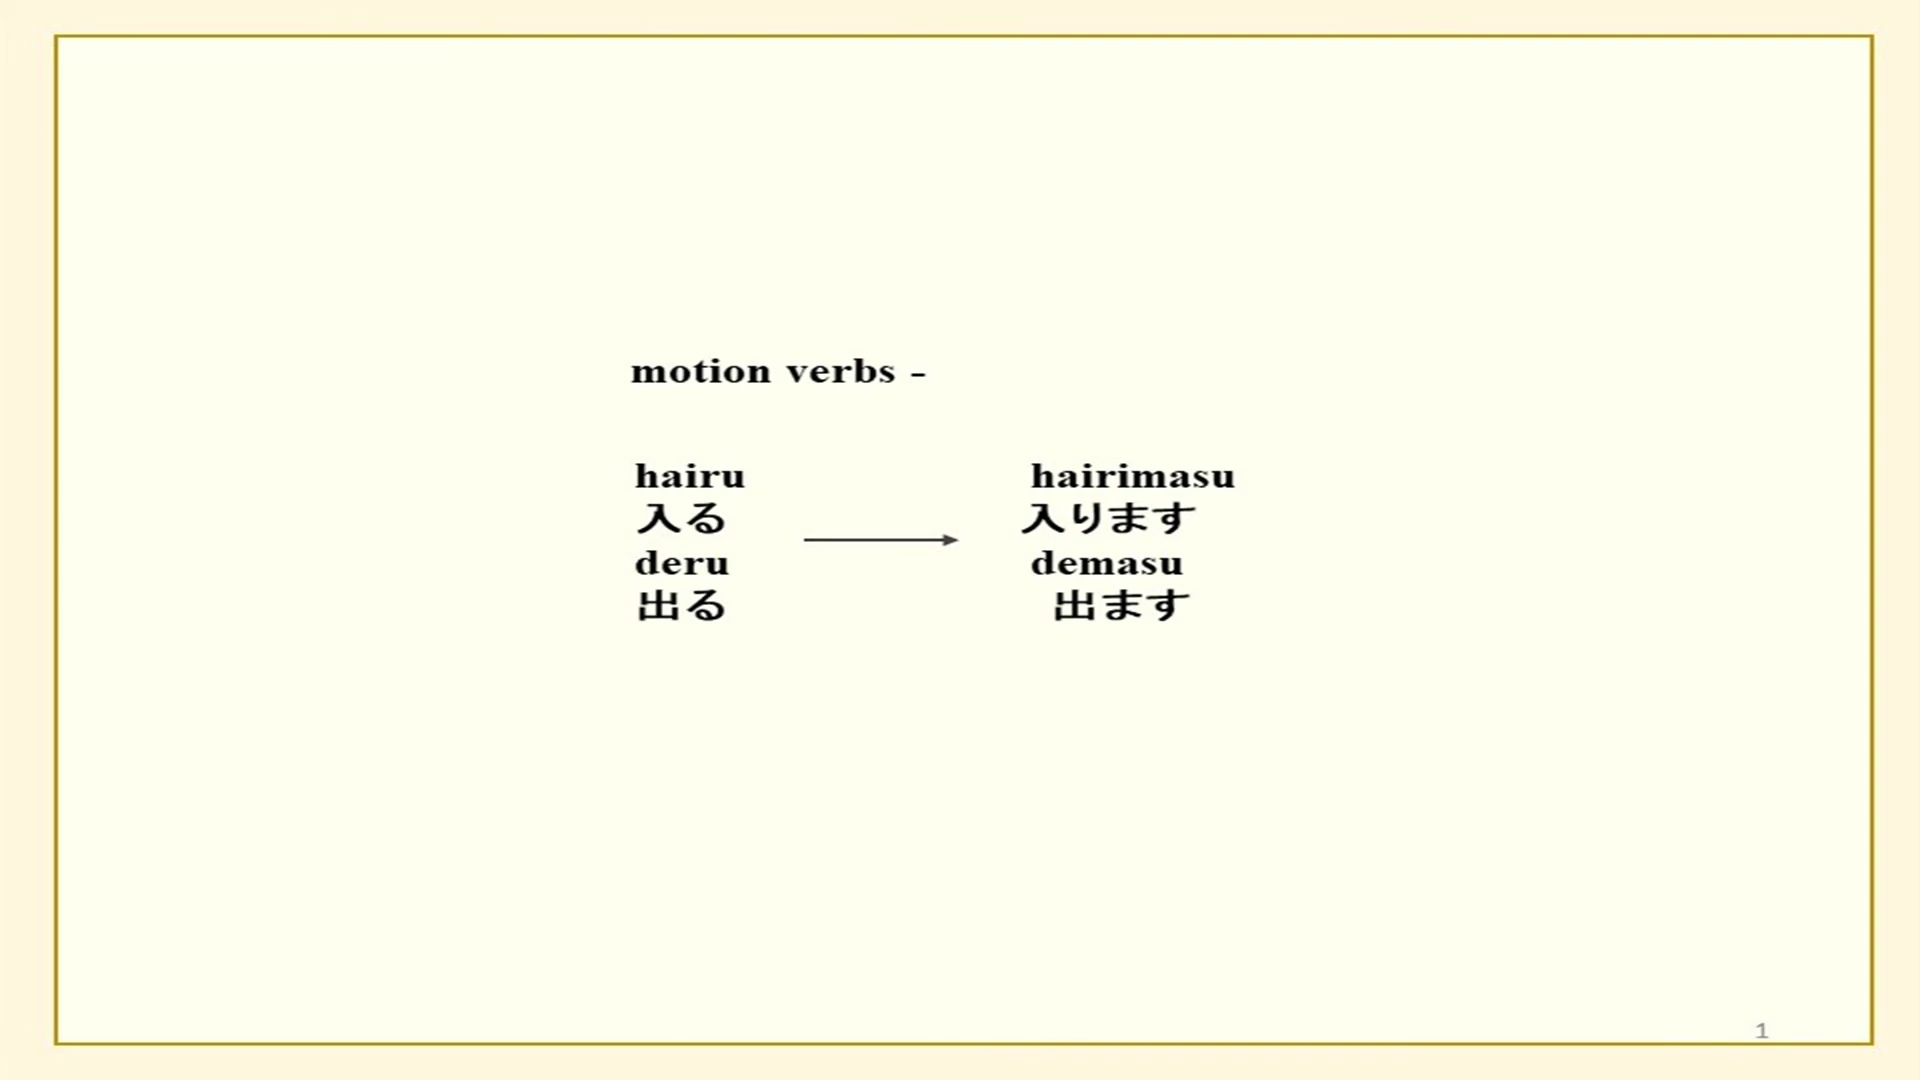 motion verbs -
hairu hairimasu
入る 入ります
deru demasu
出る 出ます
1